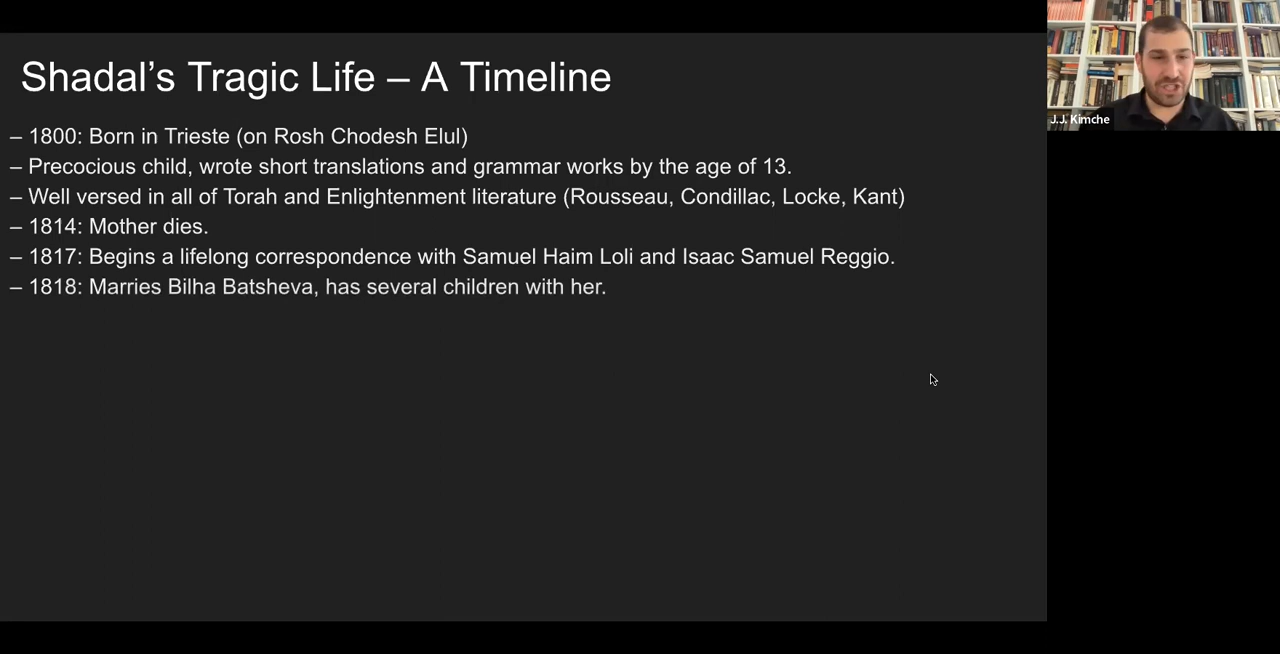 Shadal’s Tragic Life – A Timeline
– 1800: Born in Trieste (on Rosh Chodesh Elul)
– Precocious child, wrote short translations and grammar works by the age of 13.
– Well versed in all of Torah and Enlightenment literature (Rousseau, Condillac, Locke, Kant)
– 1814: Mother dies.
– 1817: Begins a lifelong correspondence with Samuel Haim Loli and Isaac Samuel Reggio.
– 1818: Marries Bilha Batsheva, has several children with her.
J.J. Kimche